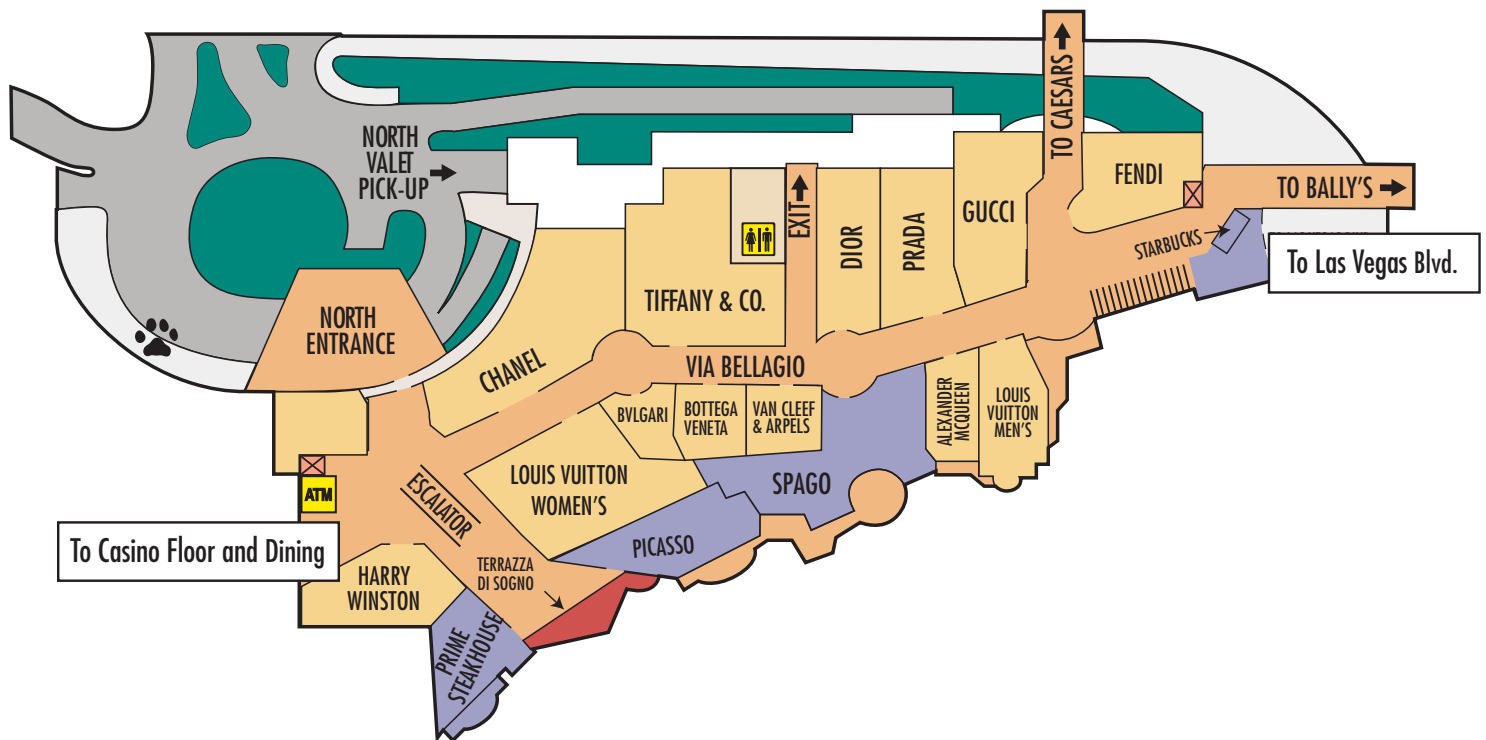 NORTH
VALET
PICK-UP
TO CAESARS
FENDI
TO BALLY'S
GUCCI
EXIT
DIOR
PRADA
STARBUCKS
To Las Vegas Blvd.
TIFFANY & CO.
NORTH
ENTRANCE
CHANEL
VIA BELLAGIO
BVLGARI
BOTTEGA
VENETA
VAN CLEEF
& ARPELS
ALEXANDER
MCQUEEN
LOUIS
VUITTON
MEN'S
ATM
ESCALATOR
LOUIS VUITTON
WOMEN'S
SPAGO
To Casino Floor and Dining
PICASSO
HARRY
WINSTON
TERRAZZA
DI SOGNO
PRIME
STEAKHOUSE